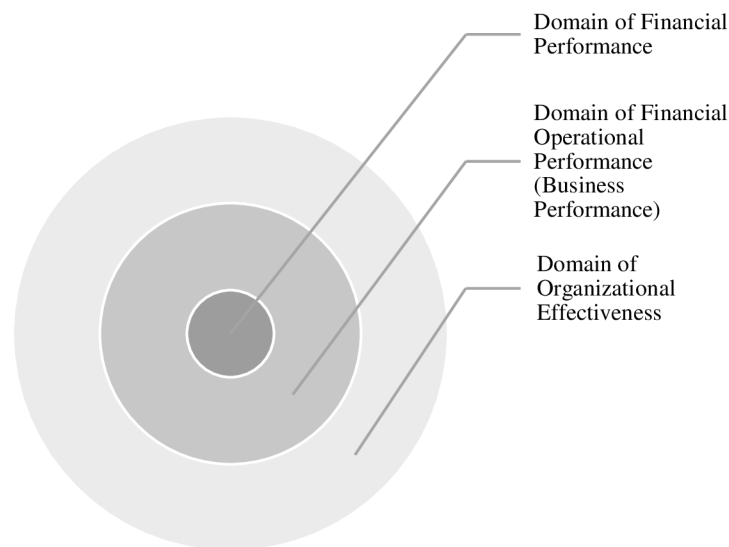 Domain of Financial
Performance
Domain of Financial
Operational
Performance
(Business
Performance)
Domain of
Organizational
Effectiveness